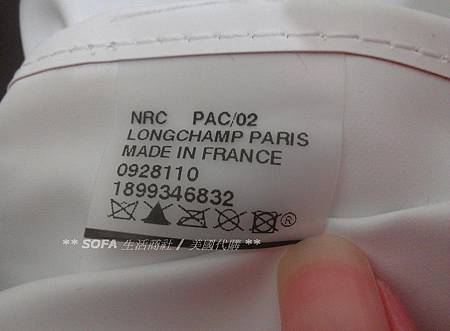 NRC PAC/02
LONGCHAMP PARIS
MADE IN FRANCE
0928110
1899346832
®
** SOFA 生活商社 / 美國代購 **